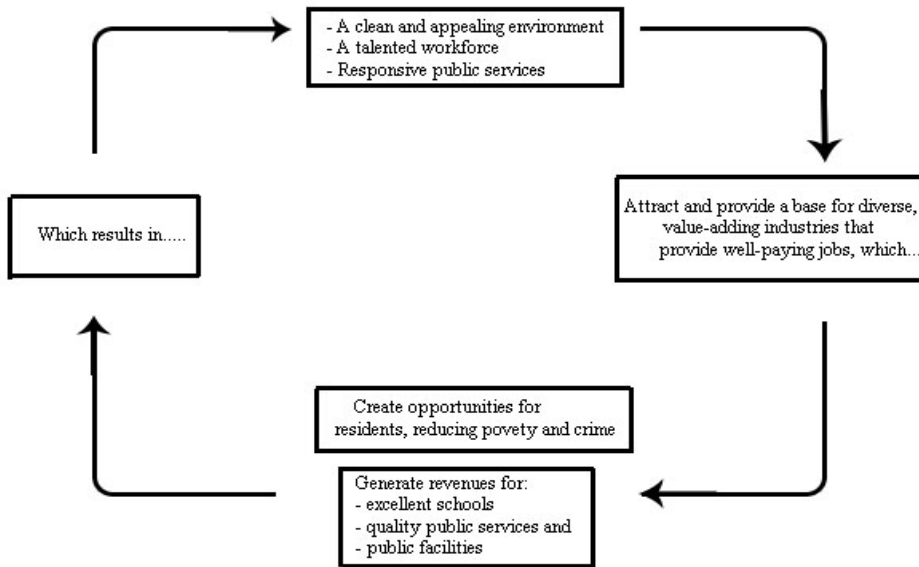 - A clean and appealing environment
- A talented workforce
- Responsive public services
Attract and provide a base for diverse,
value-adding industries that
provide well-paying jobs, which...
Create opportunities for
residents, reducing povety and crime
Generate revenues for:
- excellent schools
- quality public services and
- public facilities
Which results in.....